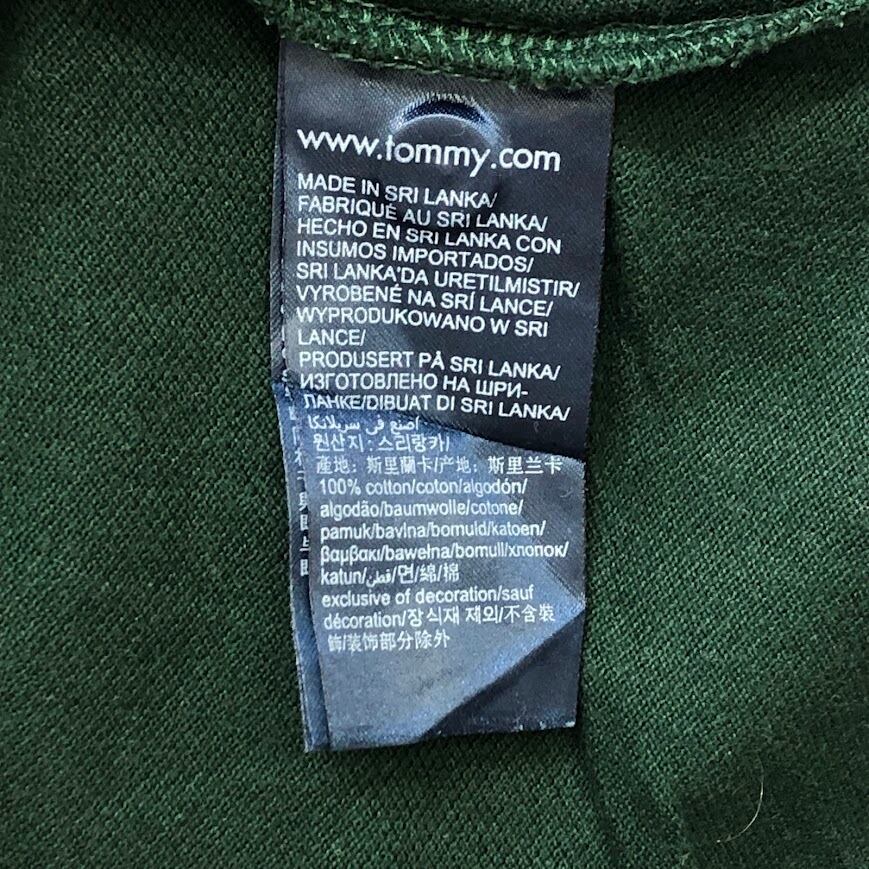 www.tommy.com
MADE IN SRI LANKA/
FABRIQUÉ AU SRI LANKA/
HECHO EN SRI LANKA CON
INSUMOS IMPORTADOS/
SRI LANKA'DA URETILMISTIR/
VYROBENÉ NA SRÍ LANCE/
WYPRODUKOWANO W SRI
LANCE/
PRODUSERT PÅ SRI LANKA/
ИЗГОТОВЛЕНО НА ШРИ-
ЛАНКЕ/DIBUAT DI SRI LANKA/
اصنع في سريلانكا
원산지 : 스리랑카/
產地： 斯里蘭卡/产地： 斯里兰卡
100% cotton/coton/algodón/
algodão/baumwolle/cotone/
pamuk/bavlna/bomuld/katoen/
βαμβακι/bawełna/bomull/хлопок/
katun/قطن/면/綿/棉
exclusive of decoration/sauf
décoration/장식재 제외/不含裝
飾/装饰部分除外